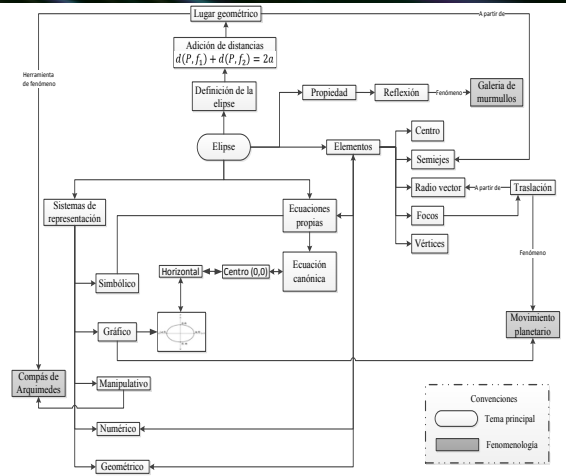 Lugar geométrico
A partir de
Adición de distancias
d(P, f₁) + d(P, f₂) = 2a
Herramienta
de fenómeno
Definición de la
elipse
Propiedad
Reflexión
Fenómeno
Galeria de
murmullos
Elipse
Elementos
Centro
Semiejes
Radio vector
A partir de
Traslación
Focos
Vértices
Sistemas de
representación
Ecuaciones
propias
Ecuación
canónica
Horizontal
Centro (0,0)
Simbólico
Fenómeno
Gráfico
Movimiento
planetario
Compás de
Arquimedes
Manipulativo
Numérico
Geométrico
Convenciones
Tema principal
Fenomenología